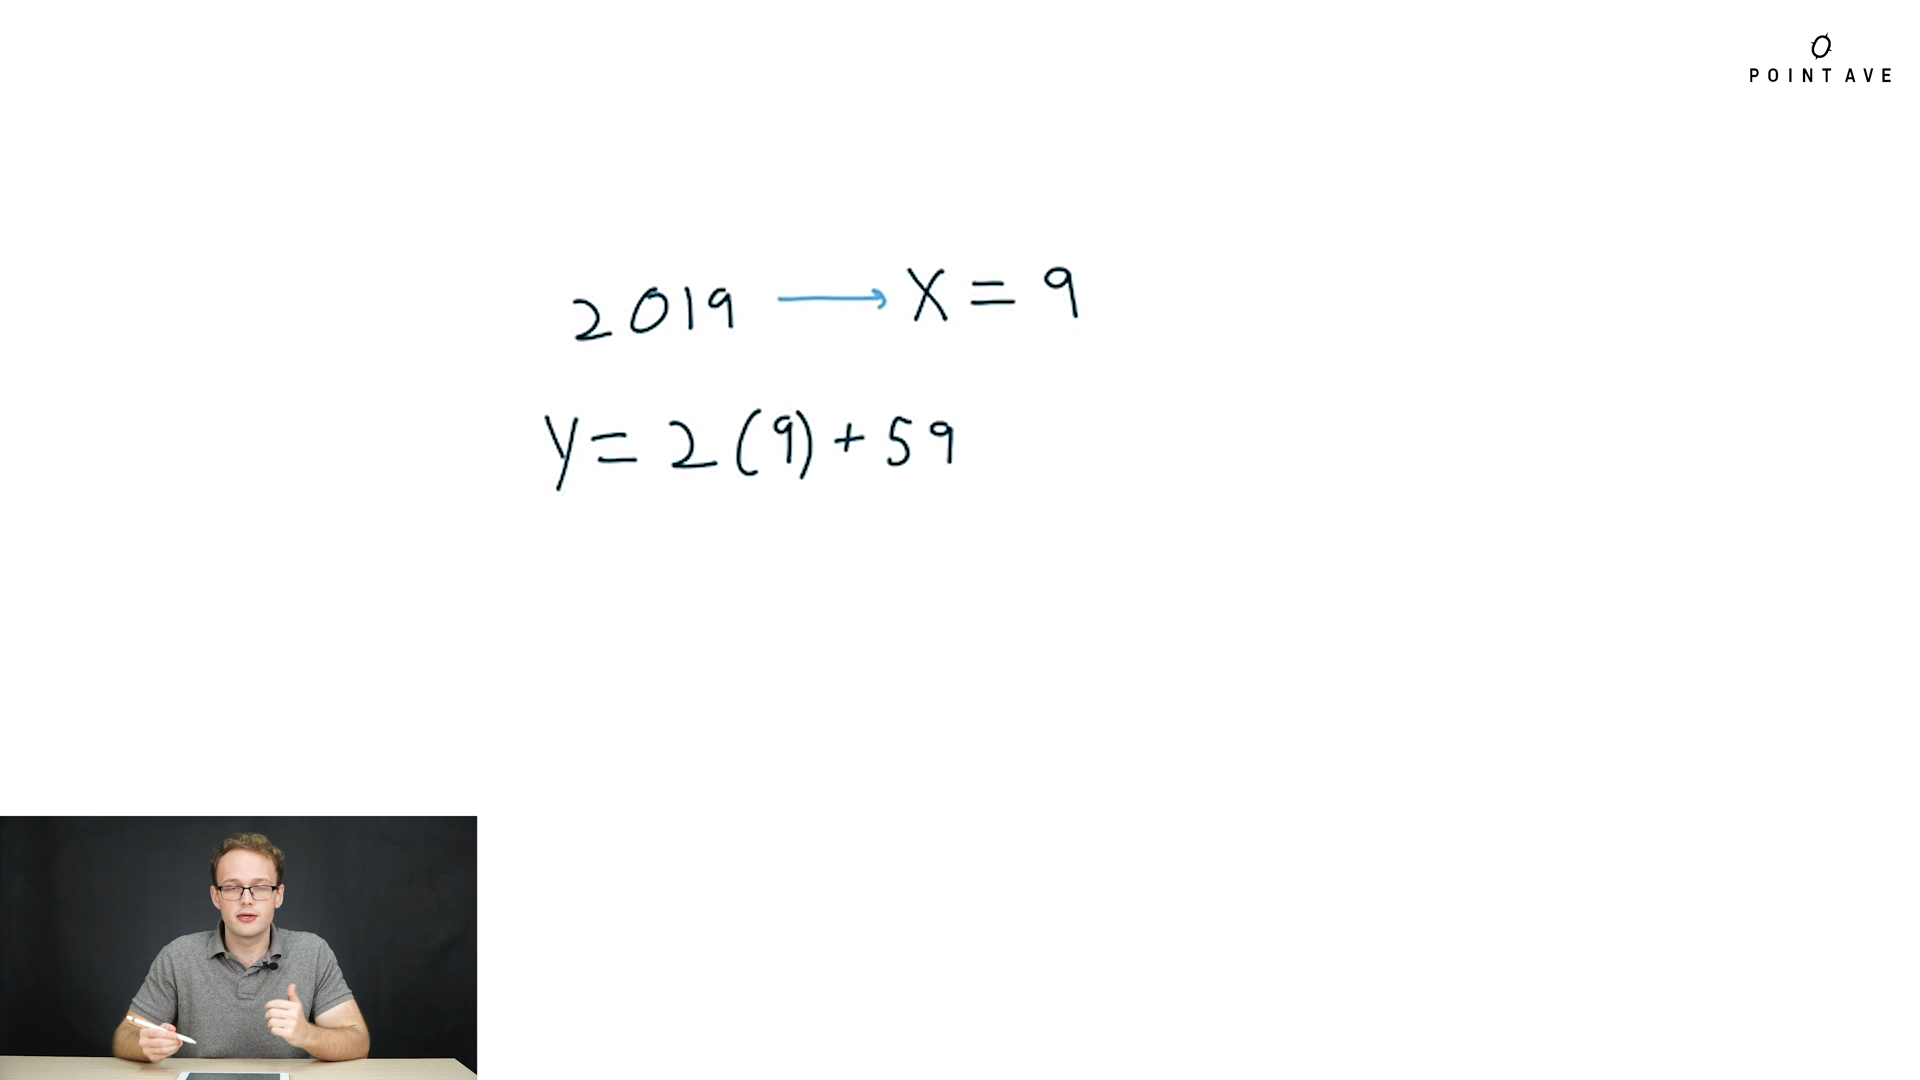 POINT AVE
2019 → X = 9
y = 2(9) + 59